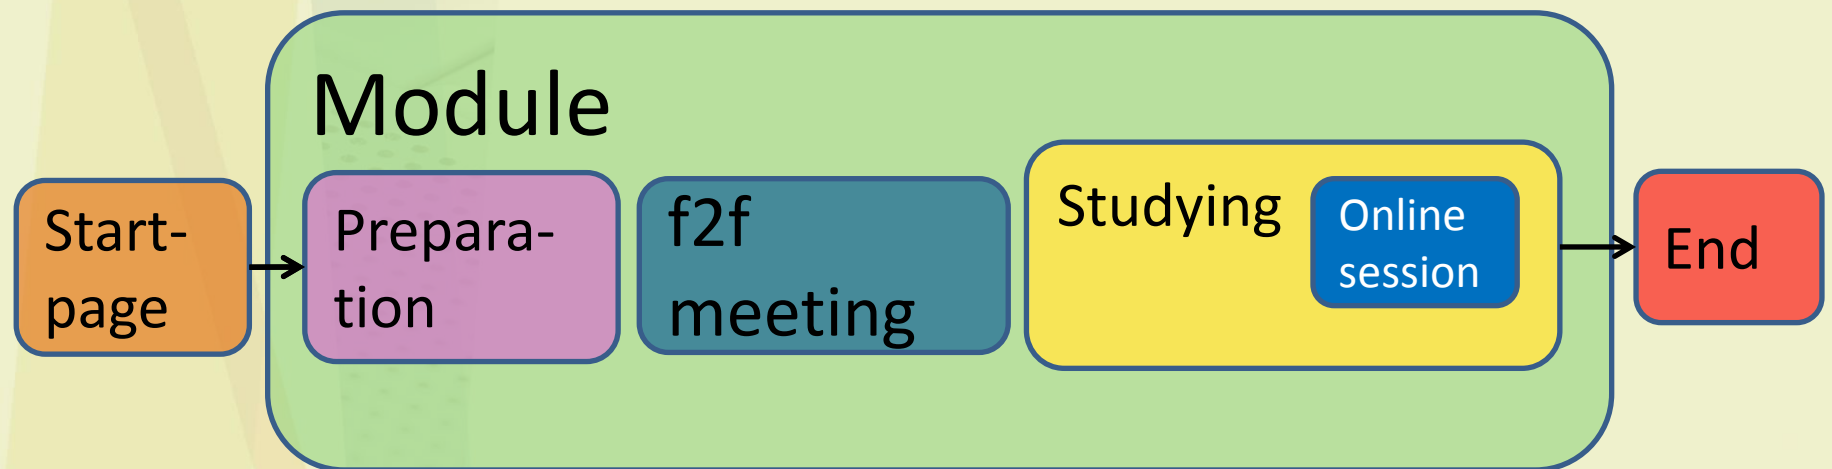 Module
Start-
page
Prepara-
tion
f2f
meeting
Studying
Online
session
End